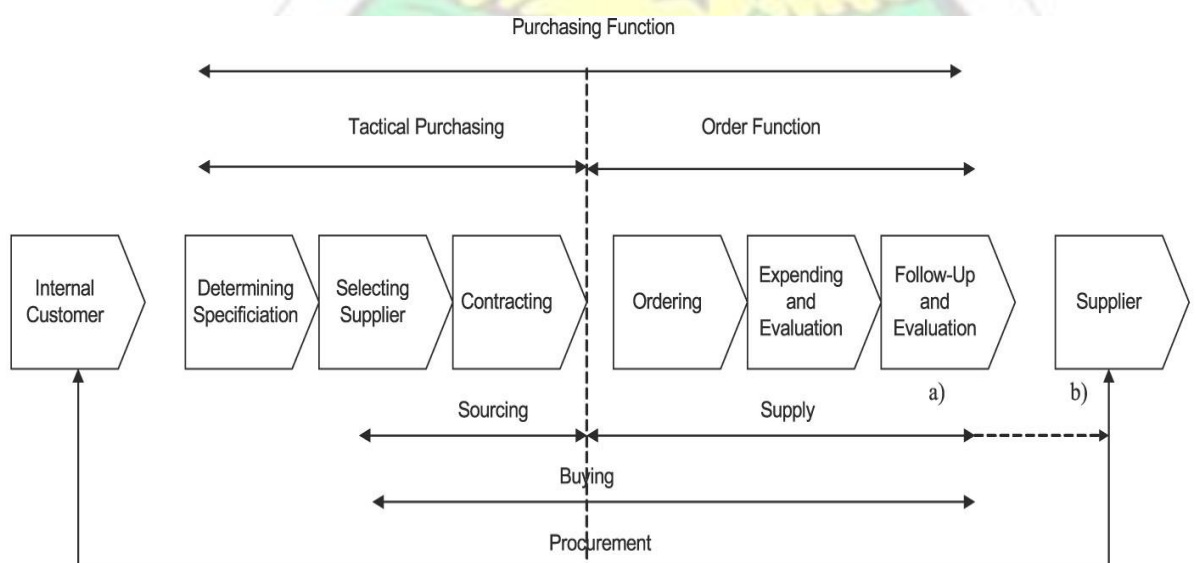 Purchasing Function
Tactical Purchasing
Order Function
Internal
Customer
Determining
Specificiation
Selecting
Supplier
Contracting
Ordering
Expending
and
Evaluation
Follow-Up
and
Evaluation
Supplier
a)
b)
Sourcing
Supply
Buying
Procurement